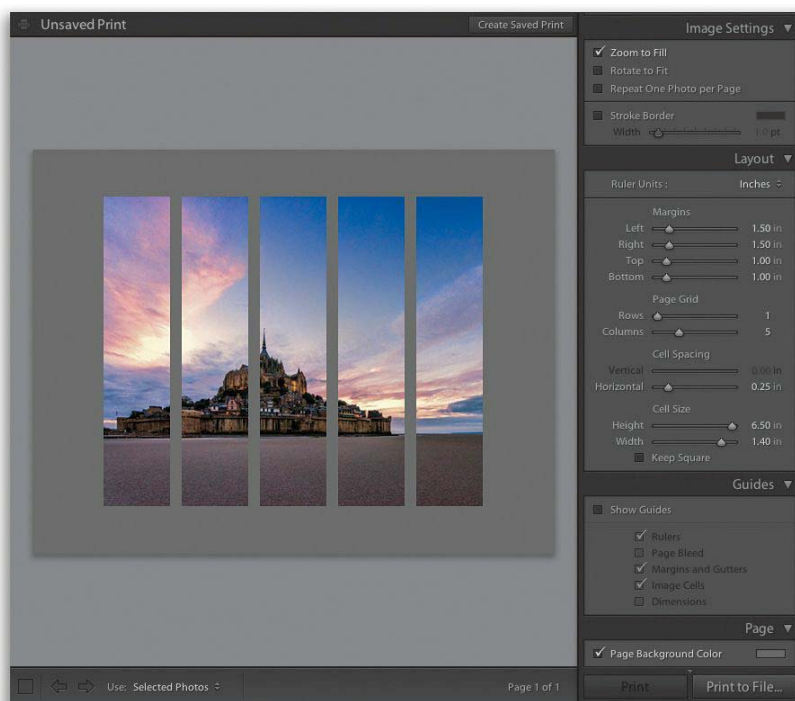 Unsaved Print
Create Saved Print
Image Settings
Zoom to Fill
Rotate to Fit
Repeat One Photo per Page
Stroke Border
Width 1.0 pt
Layout
Ruler Units : Inches
Margins
Left 1.50 in
Right 1.50 in
Top 1.00 in
Bottom 1.00 in
Page Grid
Rows 1
Columns 5
Cell Spacing
Vertical 0.00 in
Horizontal 0.25 in
Cell Size
Height 6.50 in
Width 1.40 in
Keep Square
Guides
Show Guides
Rulers
Page Bleed
Margins and Gutters
Image Cells
Dimensions
Page
Page Background Color
Use: Selected Photos
Page 1 of 1
Print
Print to File...